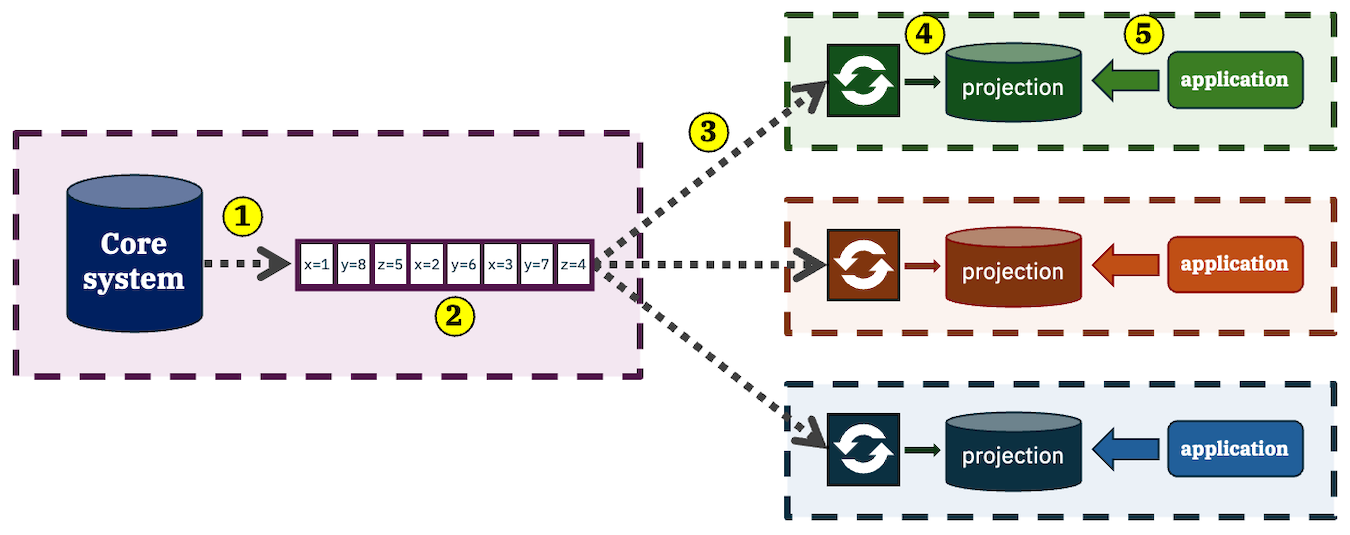 4
5
projection
application
3
1
Core
system
x=1 y=8 z=5 x=2 y=6 x=3 y=7 z=4
2
projection
application
projection
application